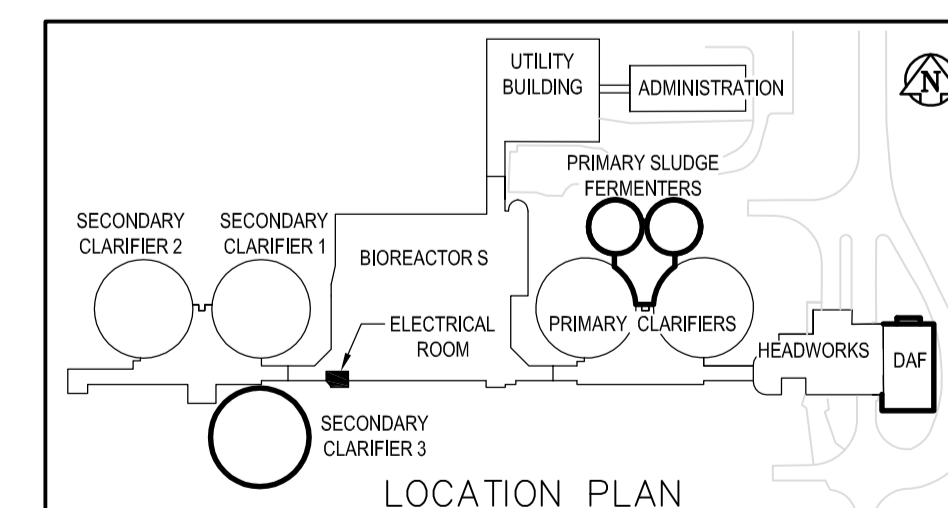 UTILITY
BUILDING
ADMINISTRATION
N
PRIMARY SLUDGE
FERMENTERS
SECONDARY
CLARIFIER 2
SECONDARY
CLARIFIER 1
BIOREACTOR S
ELECTRICAL
ROOM
PRIMARY CLARIFIERS
HEADWORKS
DAF
SECONDARY
CLARIFIER 3
LOCATION PLAN